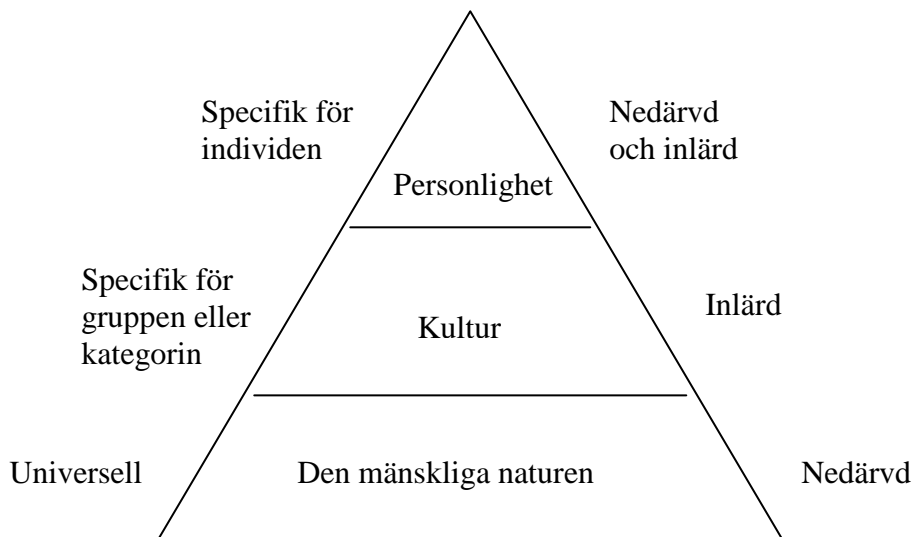 Specifik för
individen
Nedärvd
och inlärd
Personlighet
Specifik för
gruppen eller
kategorin
Kultur
Inlärd
Universell
Den mänskliga naturen
Nedärvd